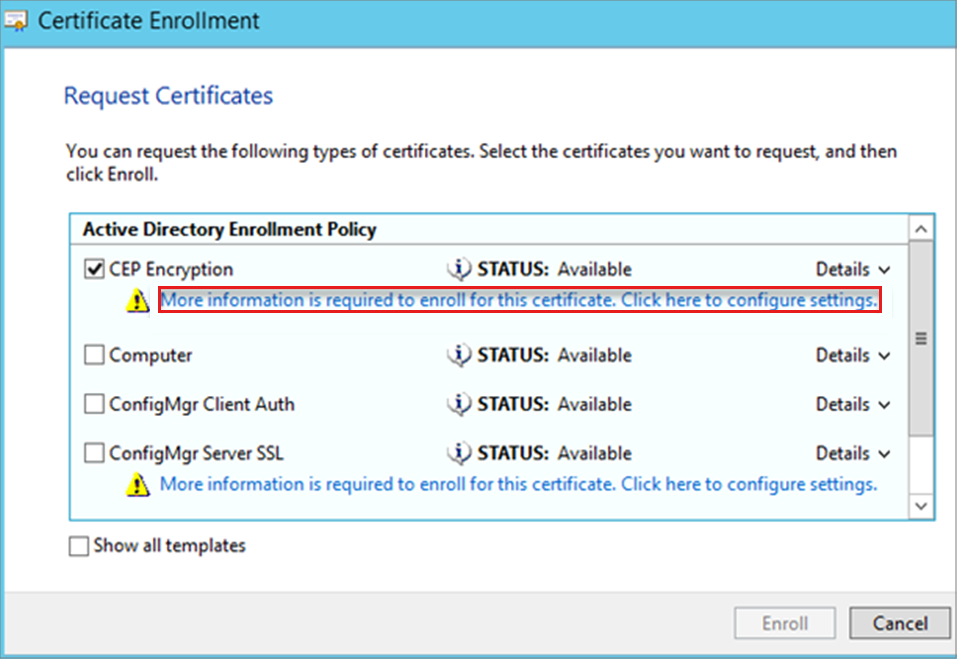 Certificate Enrollment
Request Certificates
You can request the following types of certificates. Select the certificates you want to request, and then
click Enroll.
Active Directory Enrollment Policy
CEP Encryption STATUS: Available Details
More information is required to enroll for this certificate. Click here to configure settings.
Computer STATUS: Available Details
ConfigMgr Client Auth STATUS: Available Details
ConfigMgr Server SSL STATUS: Available Details
More information is required to enroll for this certificate. Click here to configure settings.
Show all templates
Enroll Cancel